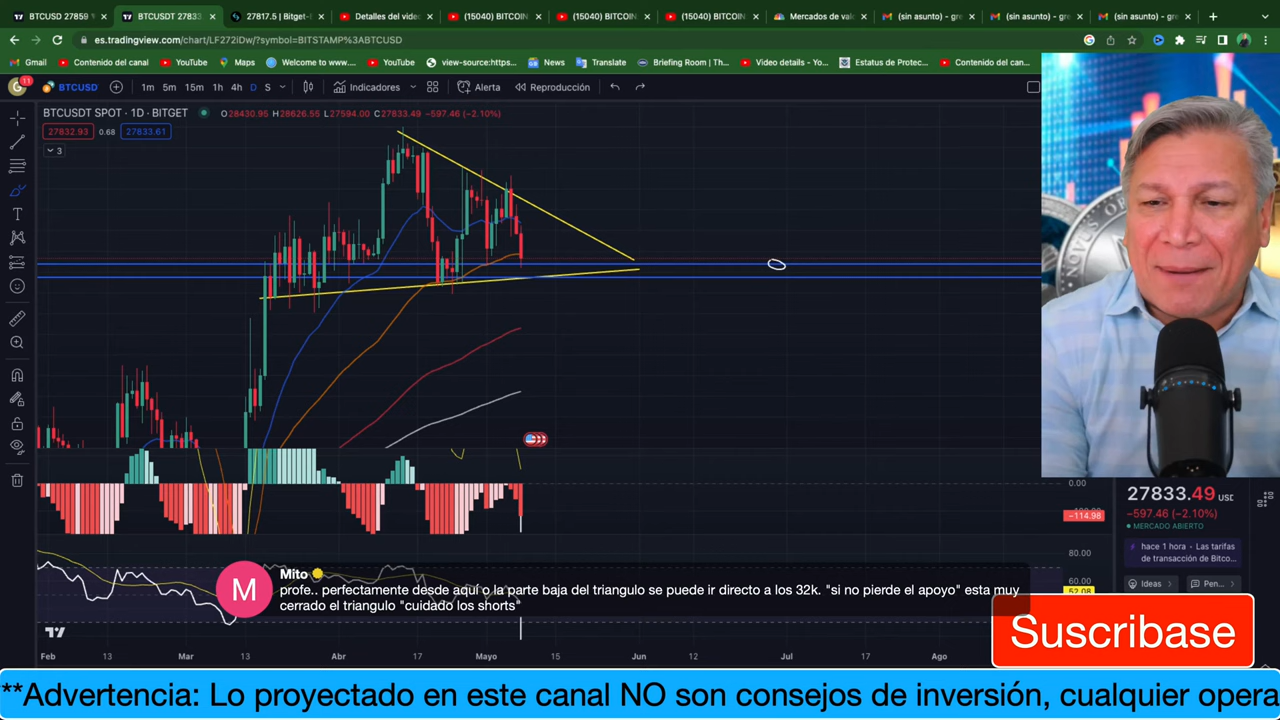 BTCUSDT 27859
BTCUSDT 27833
27817.5 | Bitget-E
Detalles del vide
(15040) BITCOIN
(15040) BITCOIN
(15040) BITCOIN
Mercados de val
(sin asunto) - gre
(sin asunto) - gre
(sin asunto) - gre
es.tradingview.com/chart/LF272iDw/?symbol=BITSTAMP%3ABTCUSD
Gmail
Contenido del canal
YouTube
Maps
Welcome to www....
YouTube
view-source:https...
News
Translate
Briefing Room | Th...
Video details - Yo...
Estatus de Protec...
Contenido del can...
G
11
BTCUSD
1m 5m 15m 1h 4h D S
Indicadores
Alerta
Reproducción
BTCUSDT SPOT · 1D · BITGET
O28430.95 H28626.55 L27594.00 C27833.49 −597.46 (−2.10%)
27832.93 0.68 27833.61
3
27833.49 USD
−597.46 (−2.10%)
MERCADO ABIERTO
0.00
−114.98
hace 1 hora · Las tarifas
de transacción de Bitco...
80.00
60.00
52.08
Ideas
Pen...
M
Mito
profe.. perfectamente desde aquí o la parte baja del triangulo se puede ir directo a los 32k. "si no pierde el apoyo" esta muy
cerrado el triangulo "cuidado los shorts"
Suscribase
Feb 13 Mar 13 Abr 17 Mayo 15 Jun 12 Jul 17 Ago
**Advertencia: Lo proyectado en este canal NO son consejos de inversión, cualquier opera